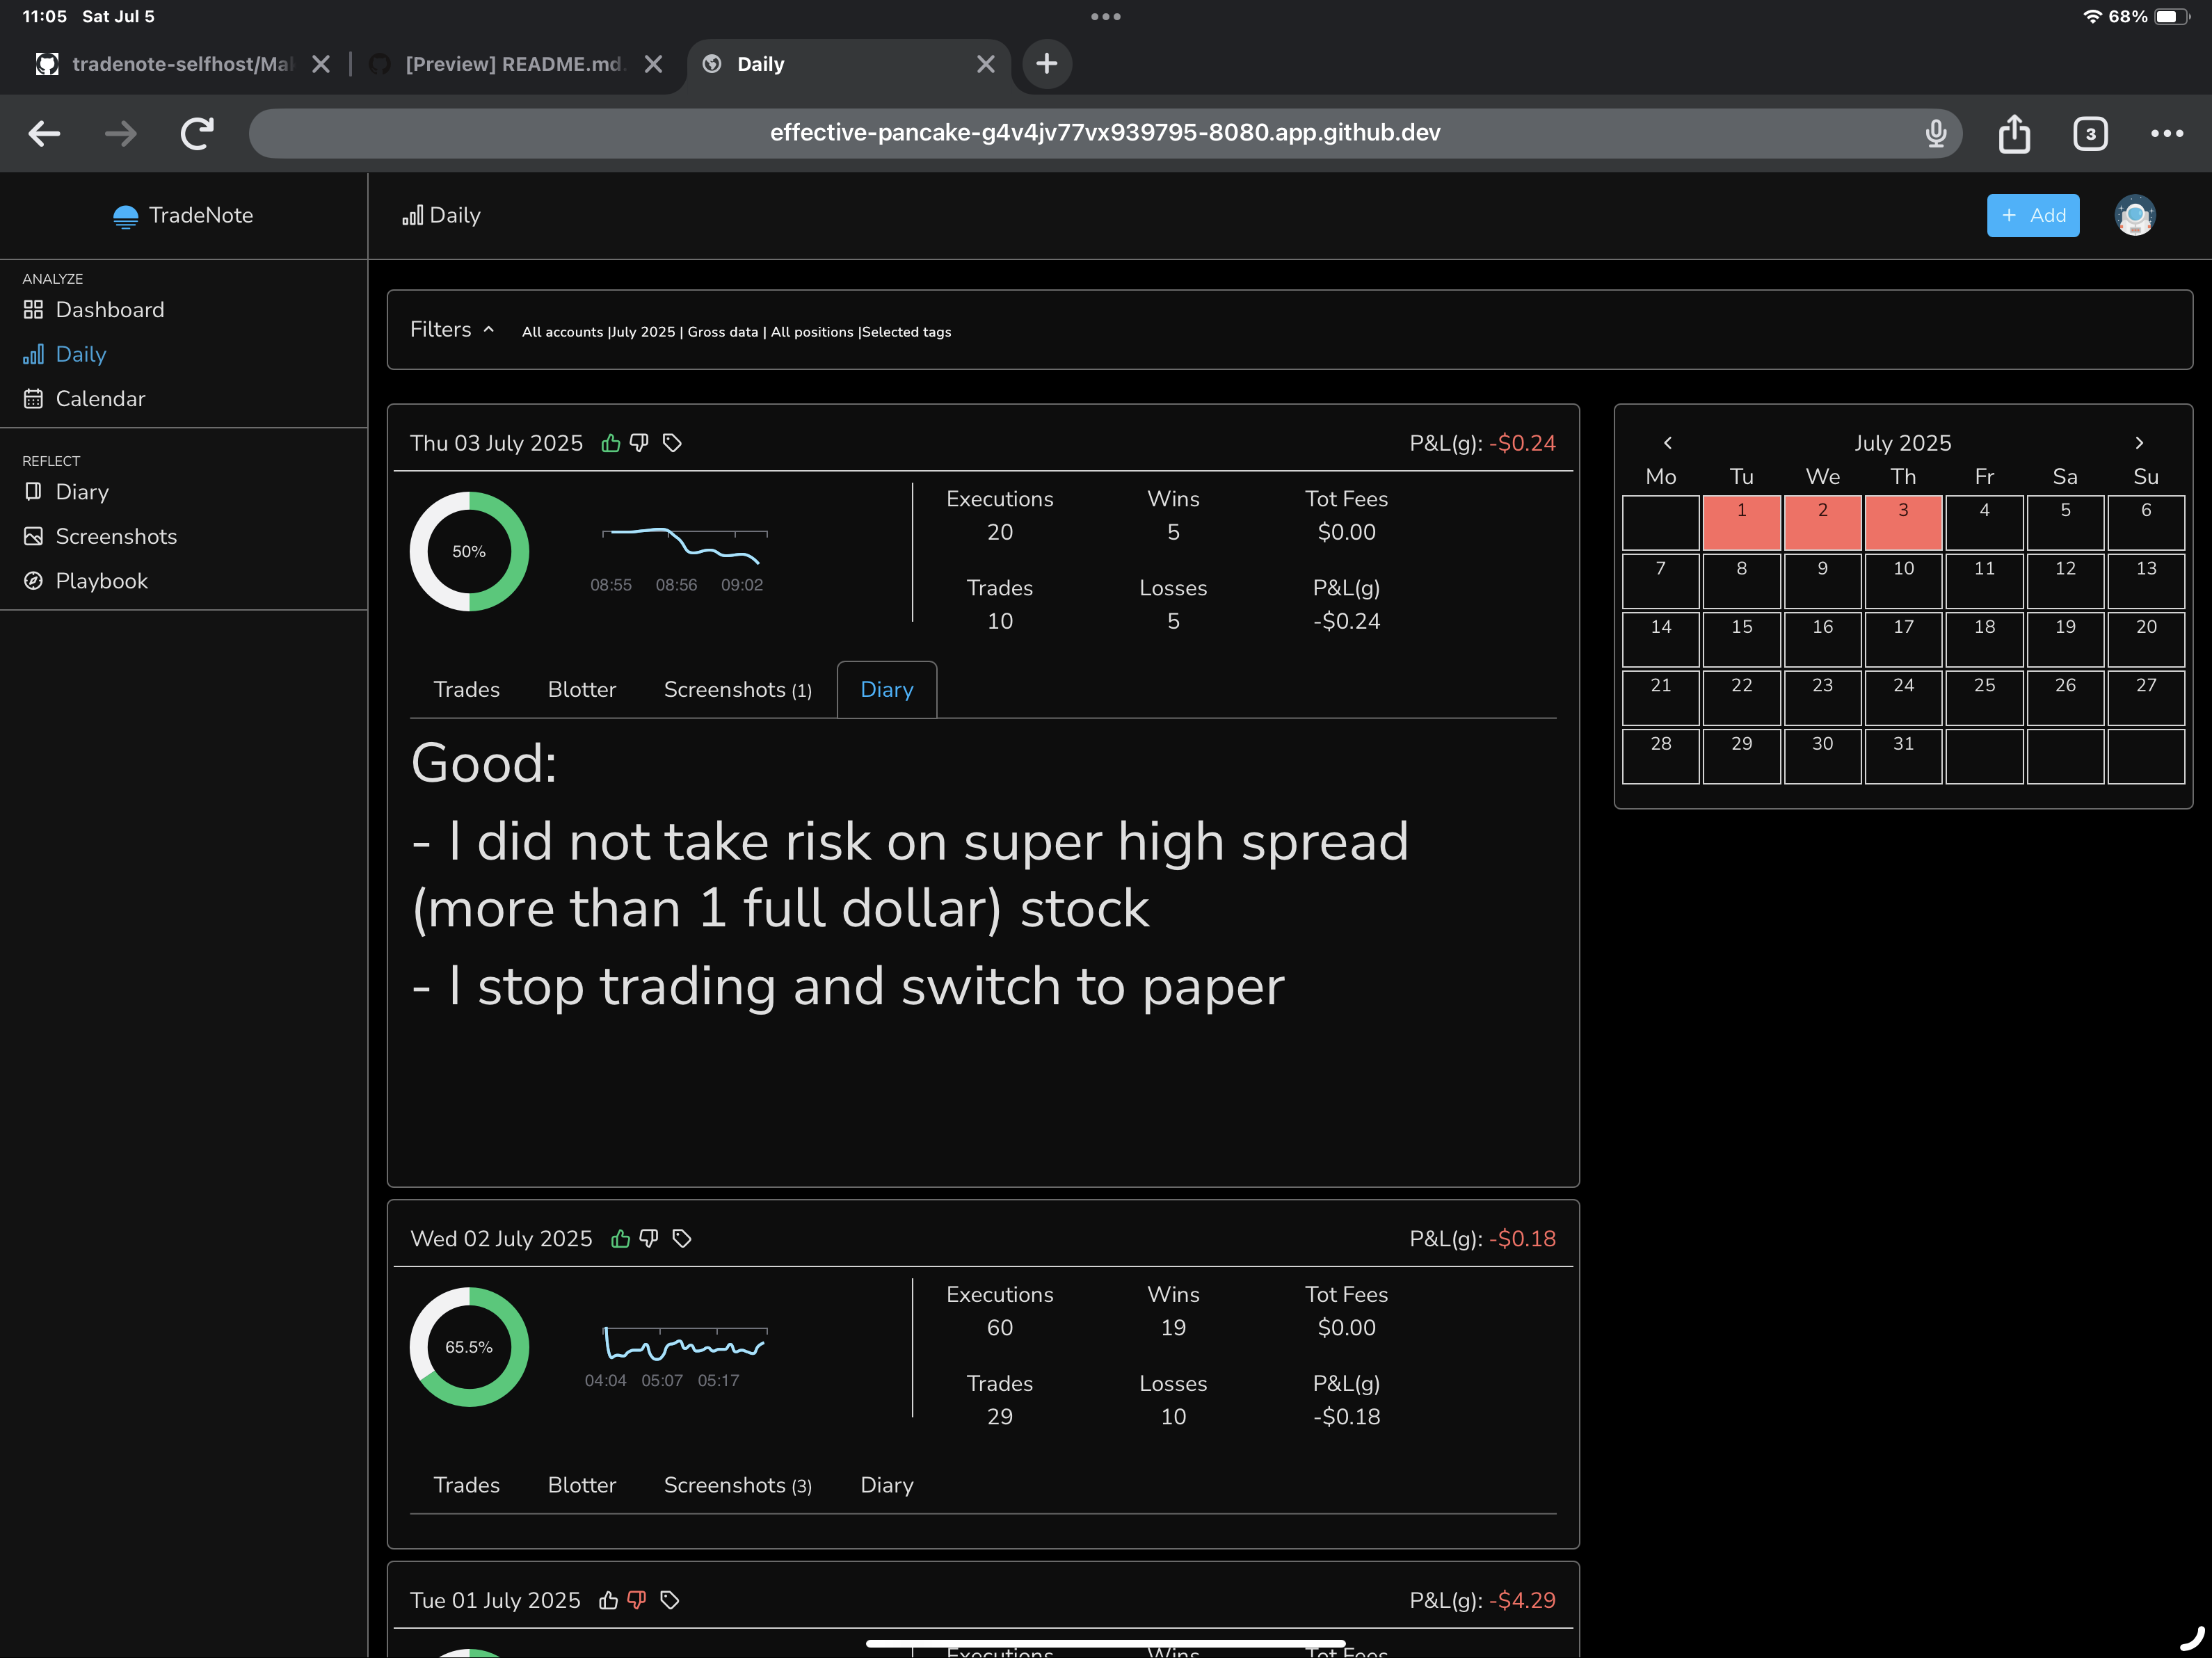 11:05 Sat Jul 5
68%
tradenote-selfhost/Mak
[Preview] README.md.
Daily
effective-pancake-g4v4jv77vx939795-8080.app.github.dev
3
TradeNote
Daily
+ Add
ANALYZE
Dashboard
Daily
Calendar
REFLECT
Diary
Screenshots
Playbook
Filters
All accounts |July 2025 | Gross data | All positions |Selected tags
Thu 03 July 2025
P&L(g): -$0.24
50%
08:55 08:56 09:02
Executions Wins Tot Fees
20 5 $0.00
Trades Losses P&L(g)
10 5 -$0.24
Trades Blotter Screenshots (1) Diary
Good:
- I did not take risk on super high spread
(more than 1 full dollar) stock
- I stop trading and switch to paper
Wed 02 July 2025
P&L(g): -$0.18
65.5%
04:04 05:07 05:17
Executions Wins Tot Fees
60 19 $0.00
Trades Losses P&L(g)
29 10 -$0.18
Trades Blotter Screenshots (3) Diary
Tue 01 July 2025
P&L(g): -$4.29
Executions Wins Tot Fees
July 2025
Mo Tu We Th Fr Sa Su
1 2 3 4 5 6
7 8 9 10 11 12 13
14 15 16 17 18 19 20
21 22 23 24 25 26 27
28 29 30 31